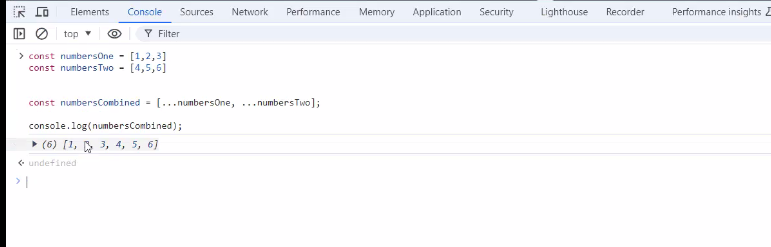 Elements Console Sources Network Performance Memory Application Security Lighthouse Recorder Performance insights
top ▼ Filter
> const numbersOne = [1,2,3]
const numbersTwo = [4,5,6]
const numbersCombined = [...numbersOne, ...numbersTwo];
console.log(numbersCombined);
▶ (6) [1, , 3, 4, 5, 6]
<· undefined
>